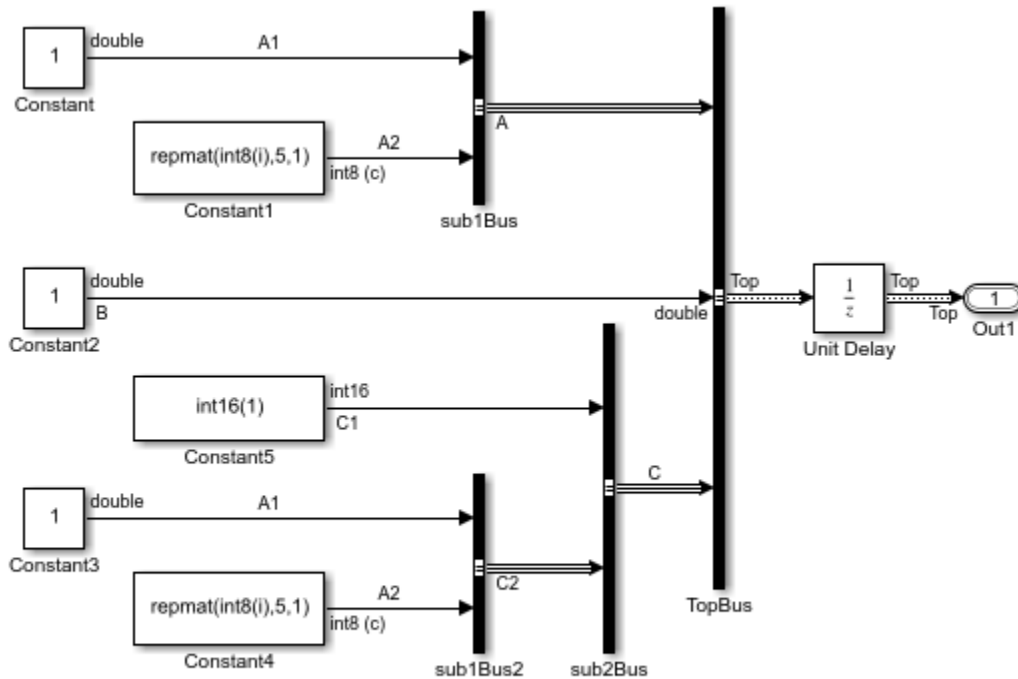 1
double
A1
Constant
A
repmat(int8(i),5,1)
A2
int8 (c)
Constant1
sub1Bus
1
double
B
Constant2
double
Top
1
z
Top
Top
1
Out1
Unit Delay
int16(1)
int16
C1
Constant5
C
1
double
A1
Constant3
C2
repmat(int8(i),5,1)
A2
int8 (c)
Constant4
sub1Bus2
sub2Bus
TopBus